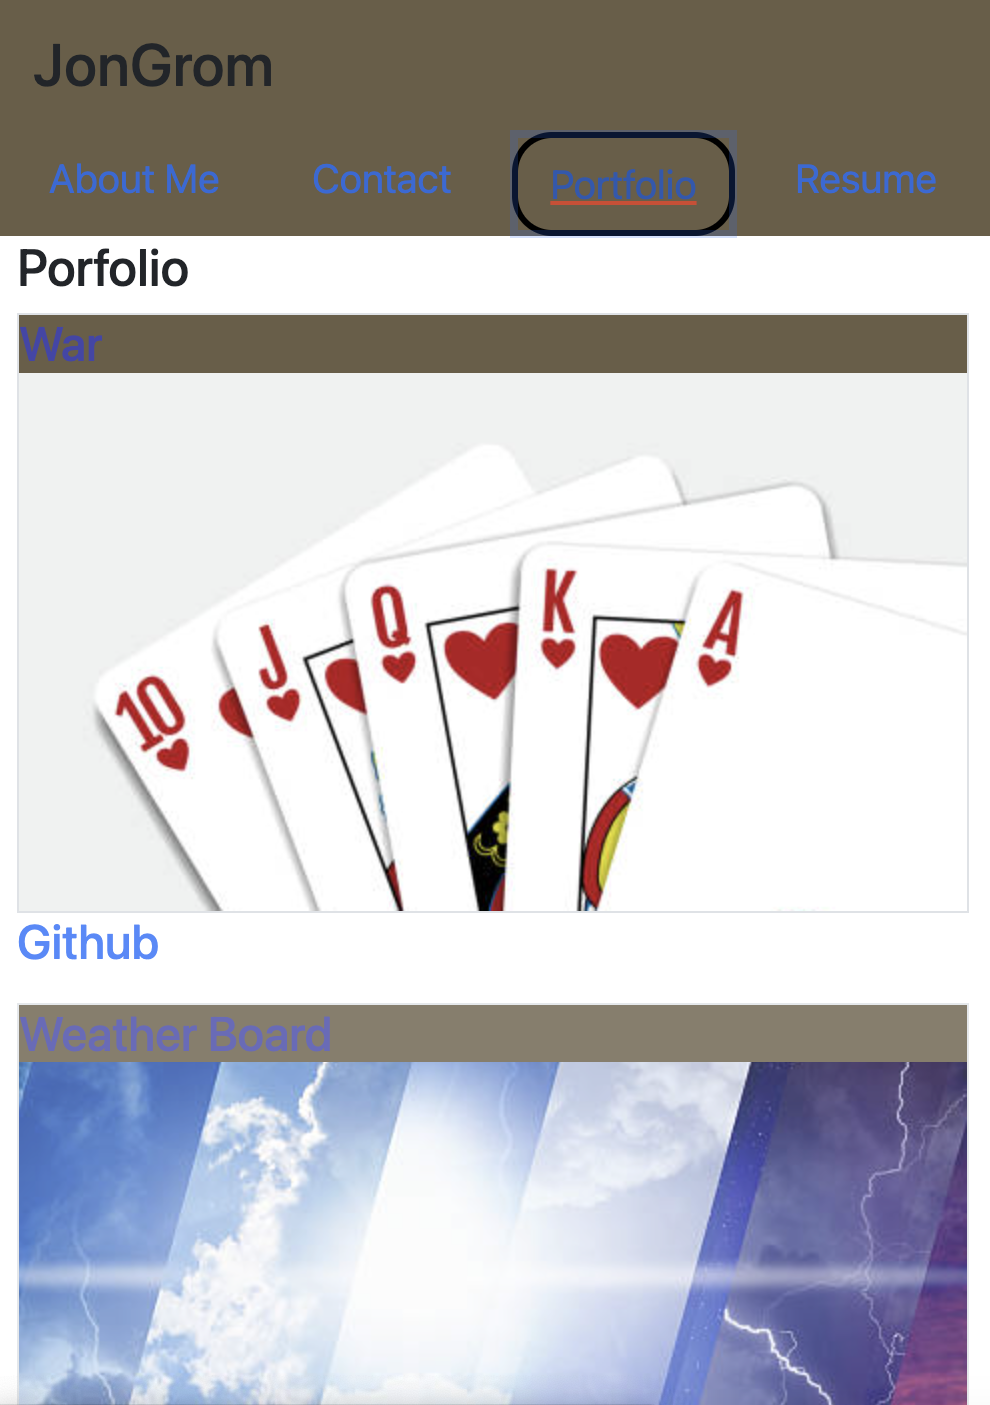 JonGrom
About Me Contact Portfolio Resume
Porfolio
War
10 J Q K A
Github
Weather Board